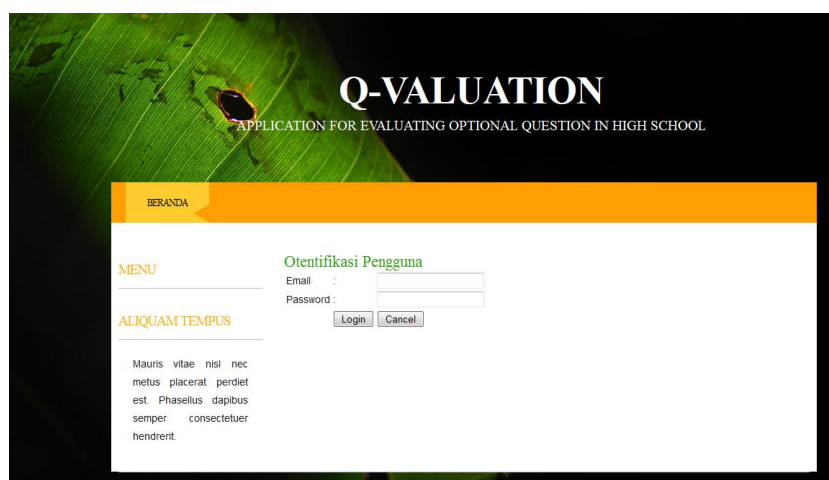 Q-VALUATION
APPLICATION FOR EVALUATING OPTIONAL QUESTION IN HIGH SCHOOL
BERANDA
MENU
ALIQUAM TEMPUS
Mauris vitae nisl nec
metus placerat perdiet
est. Phasellus dapibus
semper consectetuer
hendrerit.
Otentifikasi Pengguna
Email :
Password :
Login Cancel